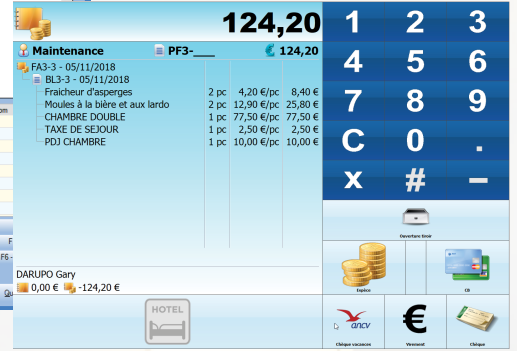 124,20
Maintenance PF3-___ 124,20
FA3-3 - 05/11/2018
BL3-3 - 05/11/2018
Fraicheur d'asperges 2 pc 4,20 €/pc 8,40 €
Moules à la bière et aux lardo 2 pc 12,90 €/pc 25,80 €
CHAMBRE DOUBLE 1 pc 77,50 €/pc 77,50 €
TAXE DE SEJOUR 1 pc 2,50 €/pc 2,50 €
PDJ CHAMBRE 1 pc 10,00 €/pc 10,00 €
DARUPO Gary
0,00 € -124,20 €
HOTEL
1 2 3
4 5 6
7 8 9
C 0 .
X # −
Ouverture tiroir
Espèce CB
ancv €
Chèque vacances Virement Chèque
om
F
F6 -
Qu